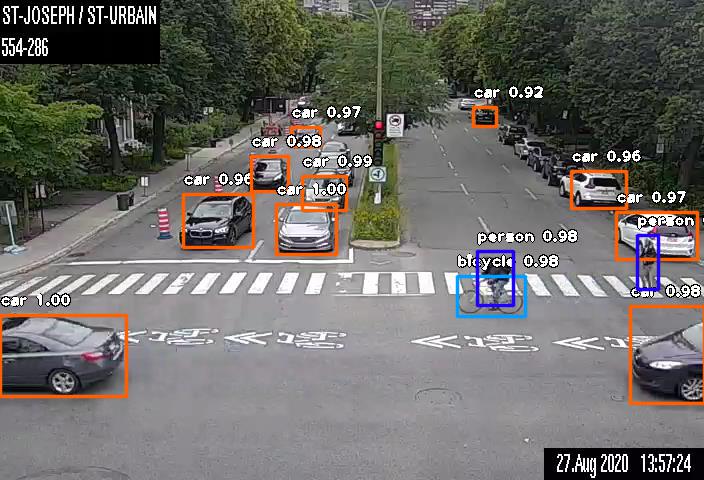 ST-JOSEPH / ST-URBAIN
554-286
car 0.92
car 0.97
car 0.98
car 0.99
car 0.96
car 0.96
car 1.00
car 0.97
person
person 0.98
bicycle 0.98
car 0.98
car 1.00
27.Aug 2020 13:57:24